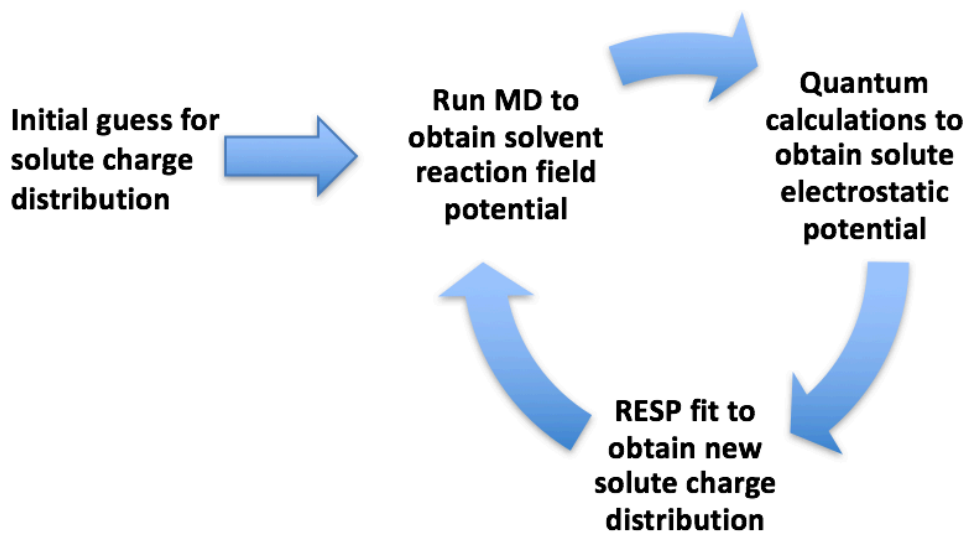 Initial guess for
solute charge
distribution
Run MD to
obtain solvent
reaction field
potential
Quantum
calculations to
obtain solute
electrostatic
potential
RESP fit to
obtain new
solute charge
distribution